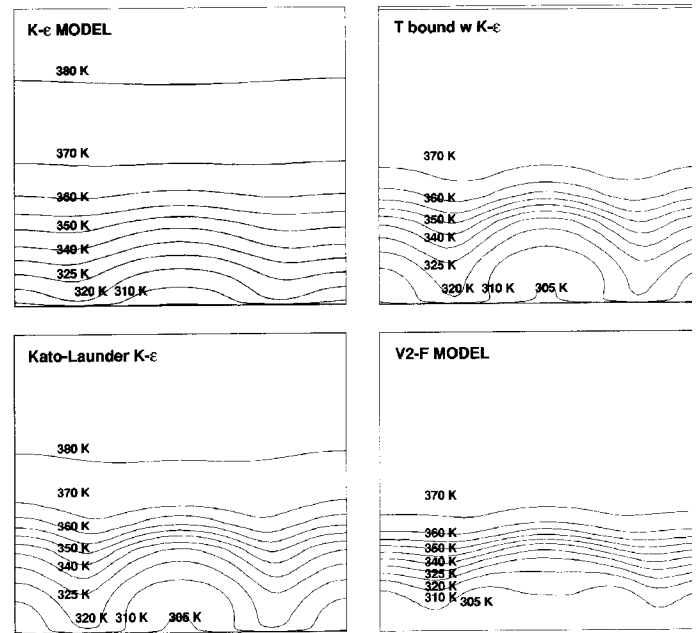 K-ε MODEL
380 K
370 K
360 K
350 K
340 K
325 K
320 K 310 K
T bound w K-ε
370 K
360 K
350 K
340 K
325 K
320 K 310 K 305 K
Kato-Launder K-ε
380 K
370 K
360 K
350 K
340 K
325 K
320 K 310 K 305 K
V2-F MODEL
370 K
360 K
350 K
340 K
325 K
320 K
310 K 305 K